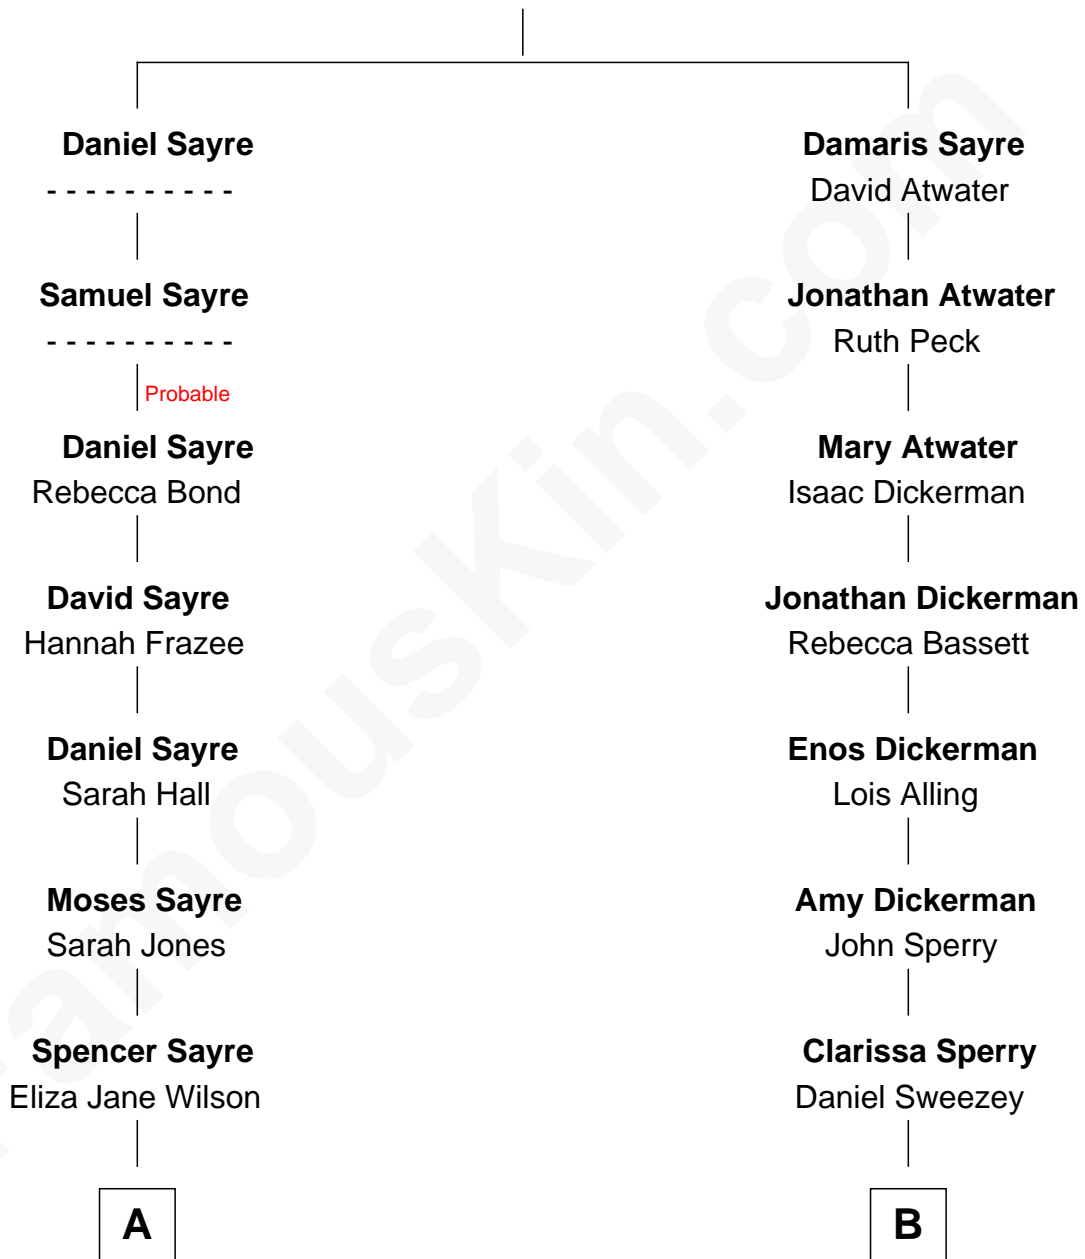 Daniel Sayre
- - - - - - - - - -
Samuel Sayre
- - - - - - - - - -
Probable
Daniel Sayre
Rebecca Bond
David Sayre
Hannah Frazee
Daniel Sayre
Sarah Hall
Moses Sayre
Sarah Jones
Spencer Sayre
Eliza Jane Wilson
A
Damaris Sayre
David Atwater
Jonathan Atwater
Ruth Peck
Mary Atwater
Isaac Dickerman
Jonathan Dickerman
Rebecca Bassett
Enos Dickerman
Lois Alling
Amy Dickerman
John Sperry
Clarissa Sperry
Daniel Sweezey
B
FamousKin.com